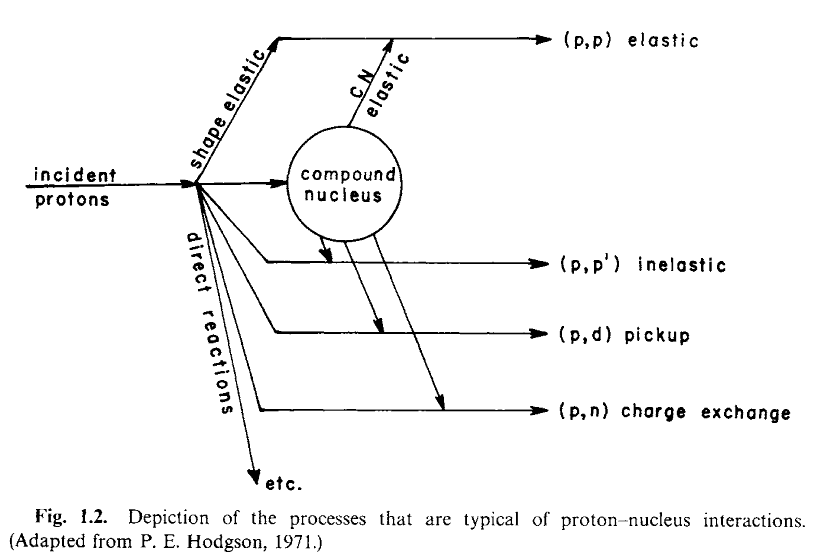 (p,p) elastic
shape elastic
CN
elastic
incident
protons
compound
nucleus
direct reactions
(p,p') inelastic
(p,d) pickup
(p,n) charge exchange
etc.
Fig. 1.2. Depiction of the processes that are typical of proton–nucleus interactions.
(Adapted from P. E. Hodgson, 1971.)